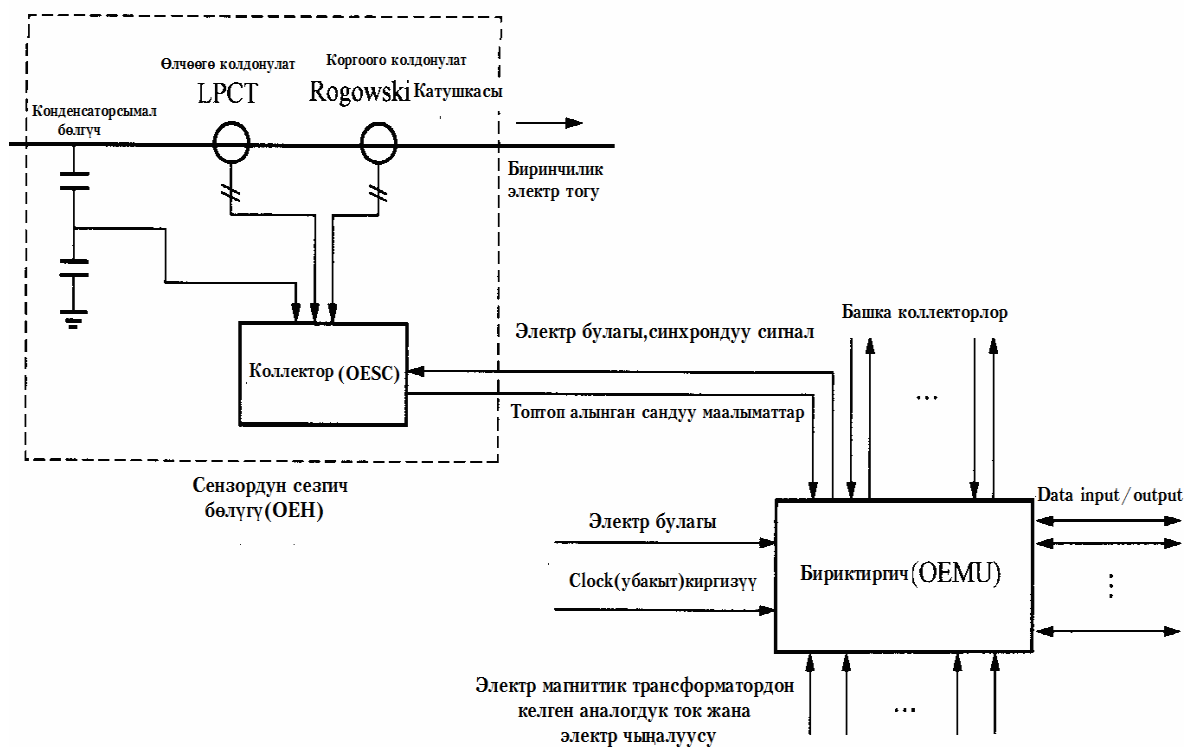 Өлчөөгө колдонулат
LPCT
Коргоого колдонулат
Rogowski Катушкасы
Конденсаторсымал
бөлгүч
Биринчилик
электр тогу
Коллектор (OESC)
Электр булагы,синхрондуу сигнал
Топтоп алынган сандуу маалыматтар
Башка коллекторлор
...
Сензордун сезгич
бөлүгү(OEH)
Электр булагы
Clock(убакыт)киргизүү
Бириктиргич(OEMU)
Data input/output
...
Электр магниттик трансформатордон
келген аналогдук ток жана
электр чыңалуусу
...